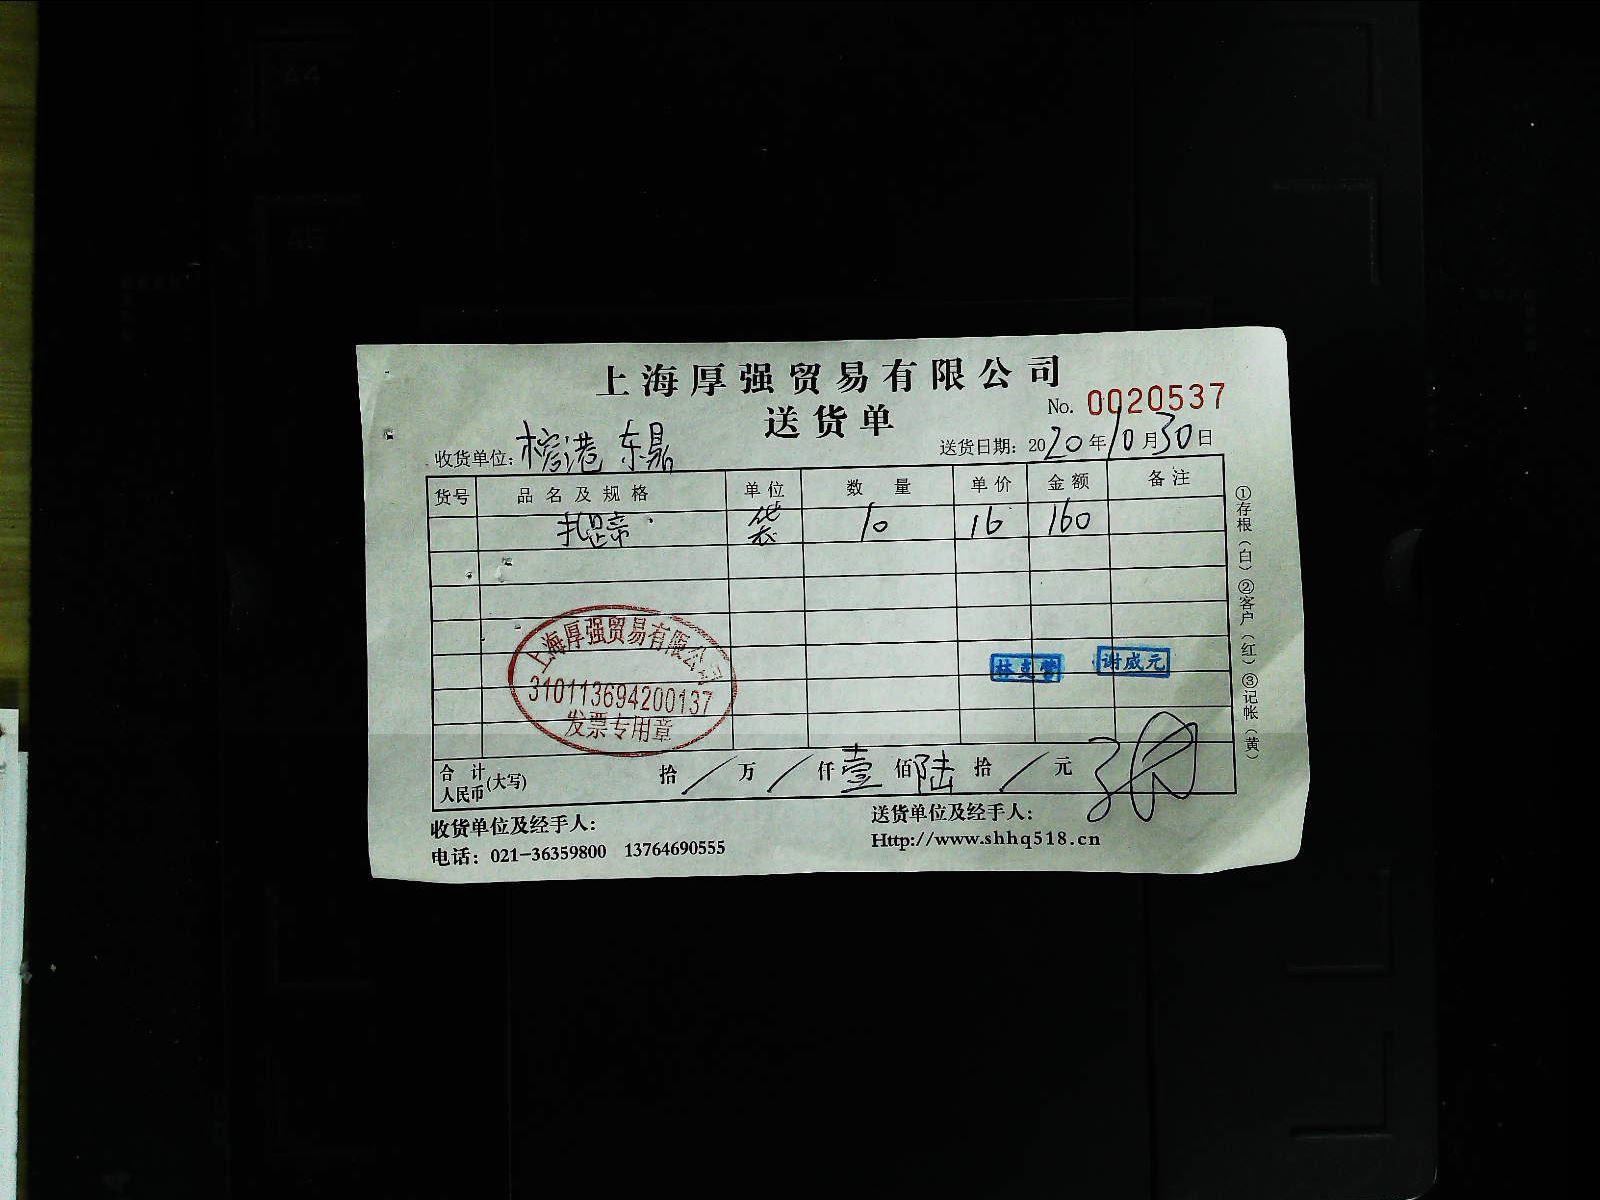 上海厚强贸易有限公司
送货单
No. 0020537
收货单位: 榕港 东鼎
送货日期: 2020年10月30日
货号 品名及规格 单位 数量 单价 金额 备注
扎啤帝 袋 10 16 160
上海厚强贸易有限公司
310113694200137
发票专用章
谢成元
合计人民币(大写) 拾/万/仟壹佰陆拾/元
收货单位及经手人:
送货单位及经手人:
电话: 021-36359800 13764690555
Http://www.shhq518.cn
①存根(白)②客户(红)③记帐(黄)